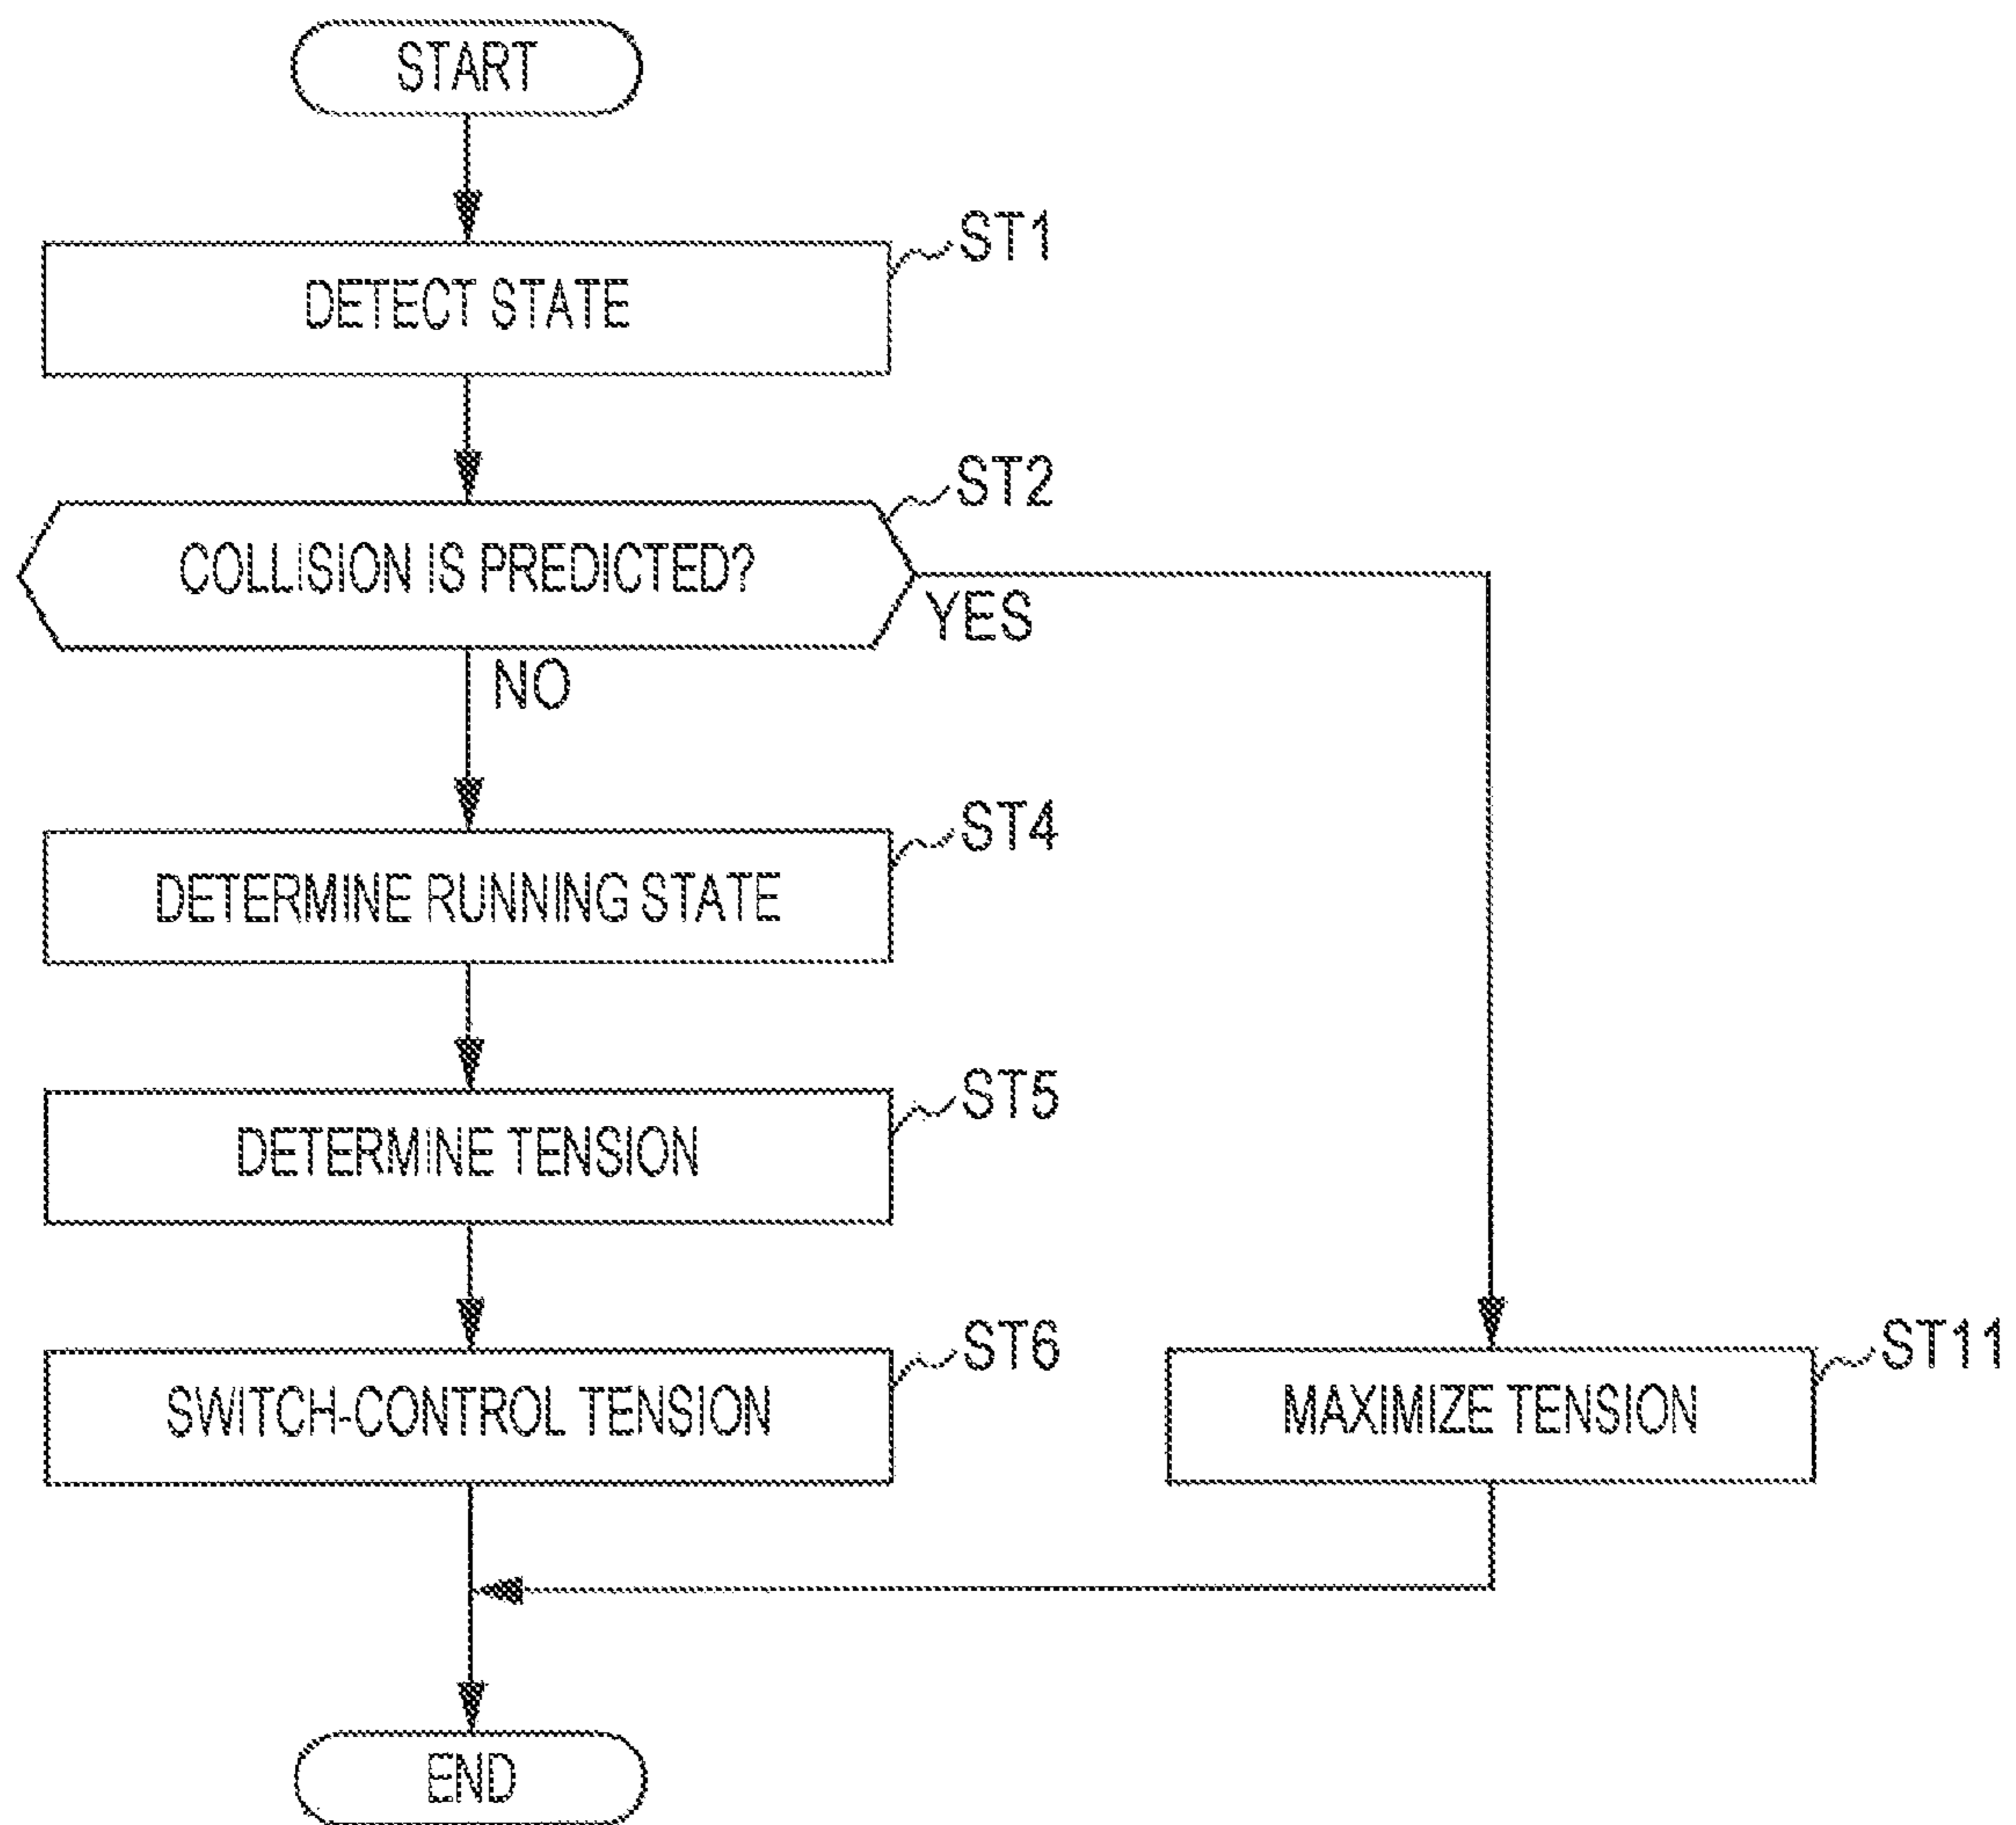 START
ST1
DETECT STATE
ST2
COLLISION IS PREDICTED?
YES
NO
ST4
DETERMINE RUNNING STATE
ST5
DETERMINE TENSION
ST6
SWITCH-CONTROL TENSION
ST11
MAXIMIZE TENSION
END